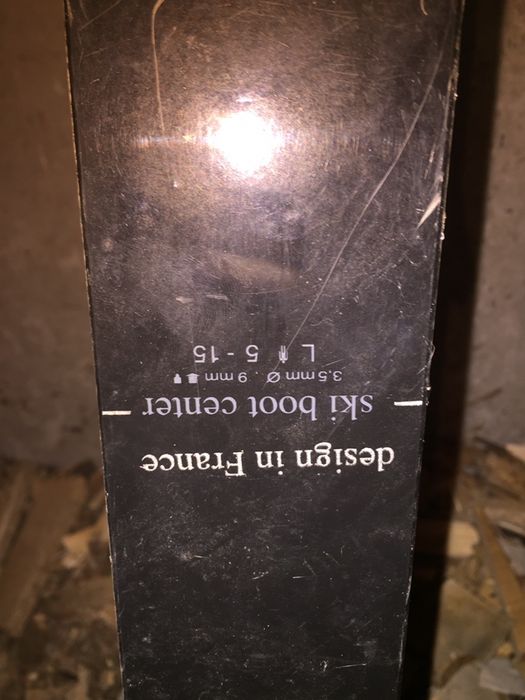 design in France
ski boot center
3.5 mm Ø . 9 mm
L 5 - 15